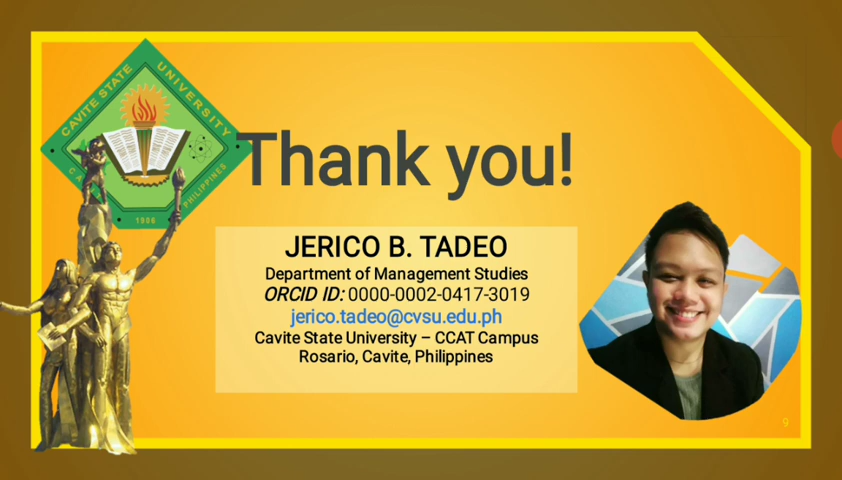 CAVITE STATE UNIVERSITY
PHILIPPINES
1906
Thank you!
JERICO B. TADEO
Department of Management Studies
ORCID ID: 0000-0002-0417-3019
jerico.tadeo@cvsu.edu.ph
Cavite State University – CCAT Campus
Rosario, Cavite, Philippines
9